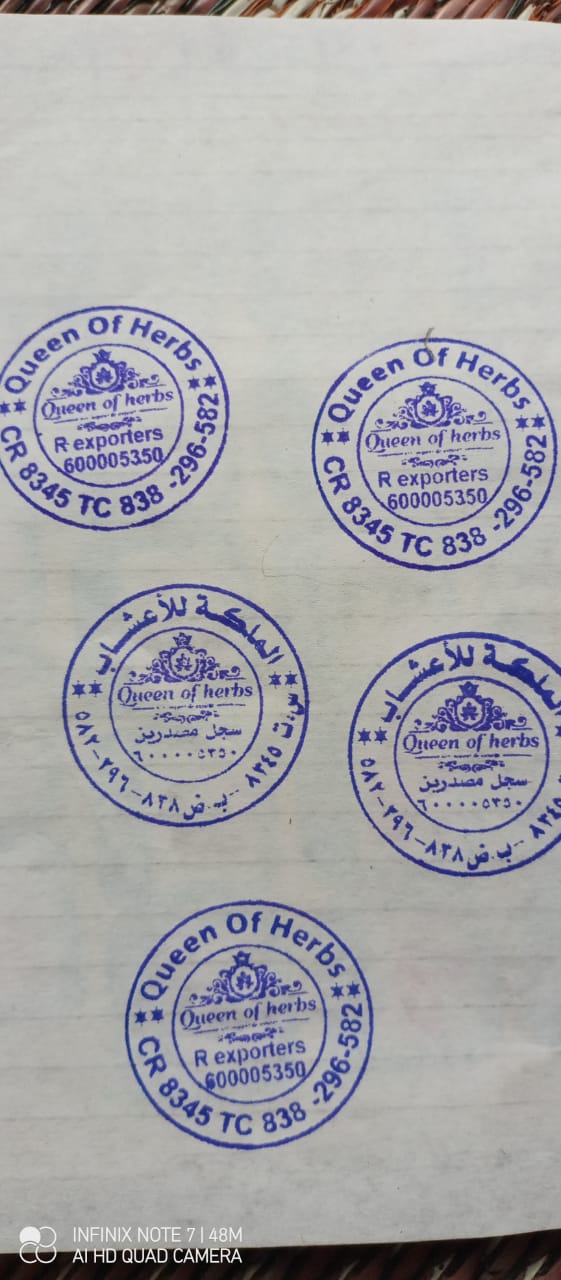 Queen Of Herbs
Queen of herbs
R exporters
600005350
CR 8345 TC 838 -296-582
Queen Of Herbs
Queen of herbs
R exporters
600005350
CR 8345 TC 838 -296-582
الملكة للأعشاب
Queen of herbs
سجل مصدرين
٦٠٠٠٠٥٣٥٠
س.ت ٨٣٤٥ -ب.ض ٨٣٨-٢٩٦-٥٨٢
الملكة للأعشاب
Queen of herbs
سجل مصدرين
٦٠٠٠٠٥٣٥٠
٨٣٤٥ -ب.ض ٨٣٨-٢٩٦-٥٨٢
Queen Of Herbs
Queen of herbs
R exporters
600005350
CR 8345 TC 838 -296-582
INFINIX NOTE 7 | 48M
AI HD QUAD CAMERA